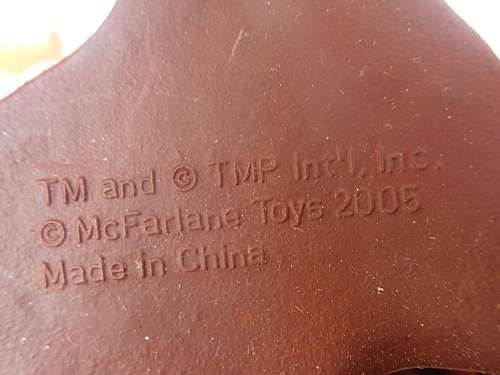 TM and © TMP Int'l, Inc.
© McFarlane Toys 2005
Made in China